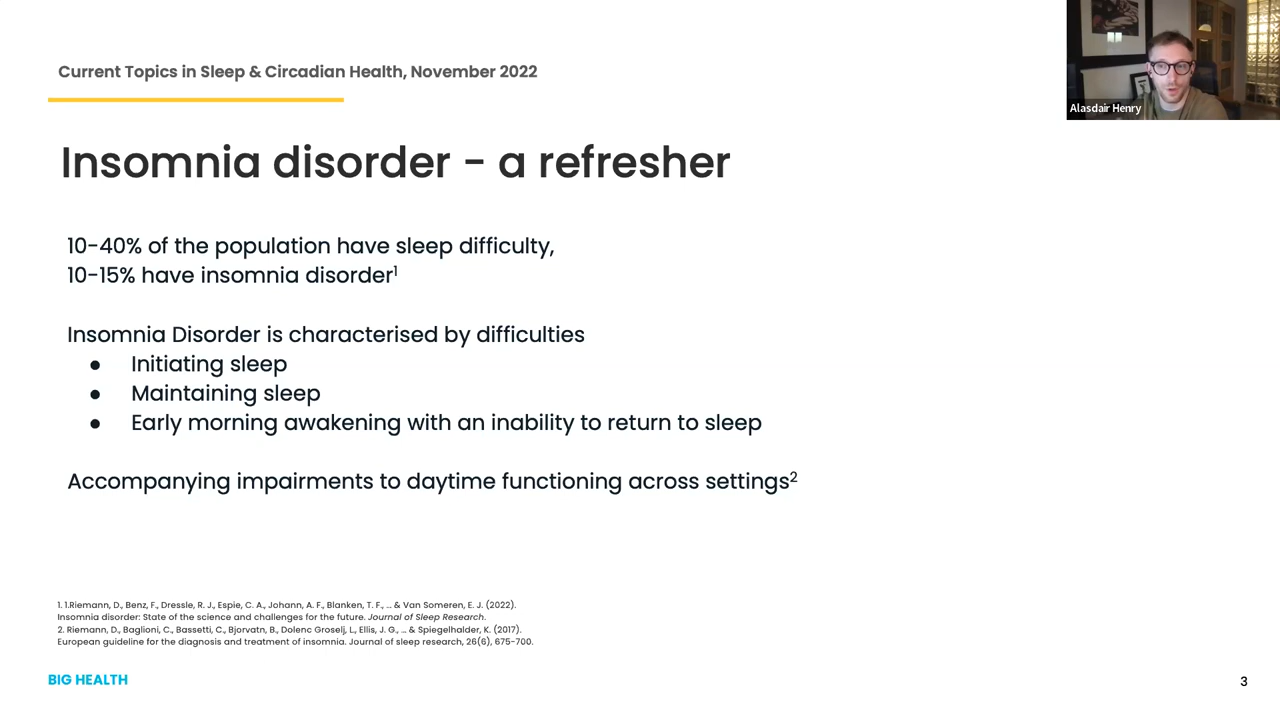 Current Topics in Sleep & Circadian Health, November 2022
Alasdair Henry
Insomnia disorder - a refresher
10-40% of the population have sleep difficulty,
10-15% have insomnia disorder1
Insomnia Disorder is characterised by difficulties
● Initiating sleep
● Maintaining sleep
● Early morning awakening with an inability to return to sleep
Accompanying impairments to daytime functioning across settings2
1. 1.Riemann, D., Benz, F., Dressle, R. J., Espie, C. A., Johann, A. F., Blanken, T. F., … & Van Someren, E. J. (2022).
Insomnia disorder: State of the science and challenges for the future. Journal of Sleep Research.
2. Riemann, D., Baglioni, C., Bassetti, C., Bjorvatn, B., Dolenc Groselj, L., Ellis, J. G., … & Spiegelhalder, K. (2017).
European guideline for the diagnosis and treatment of insomnia. Journal of sleep research, 26(6), 675-700.
BIG HEALTH
3